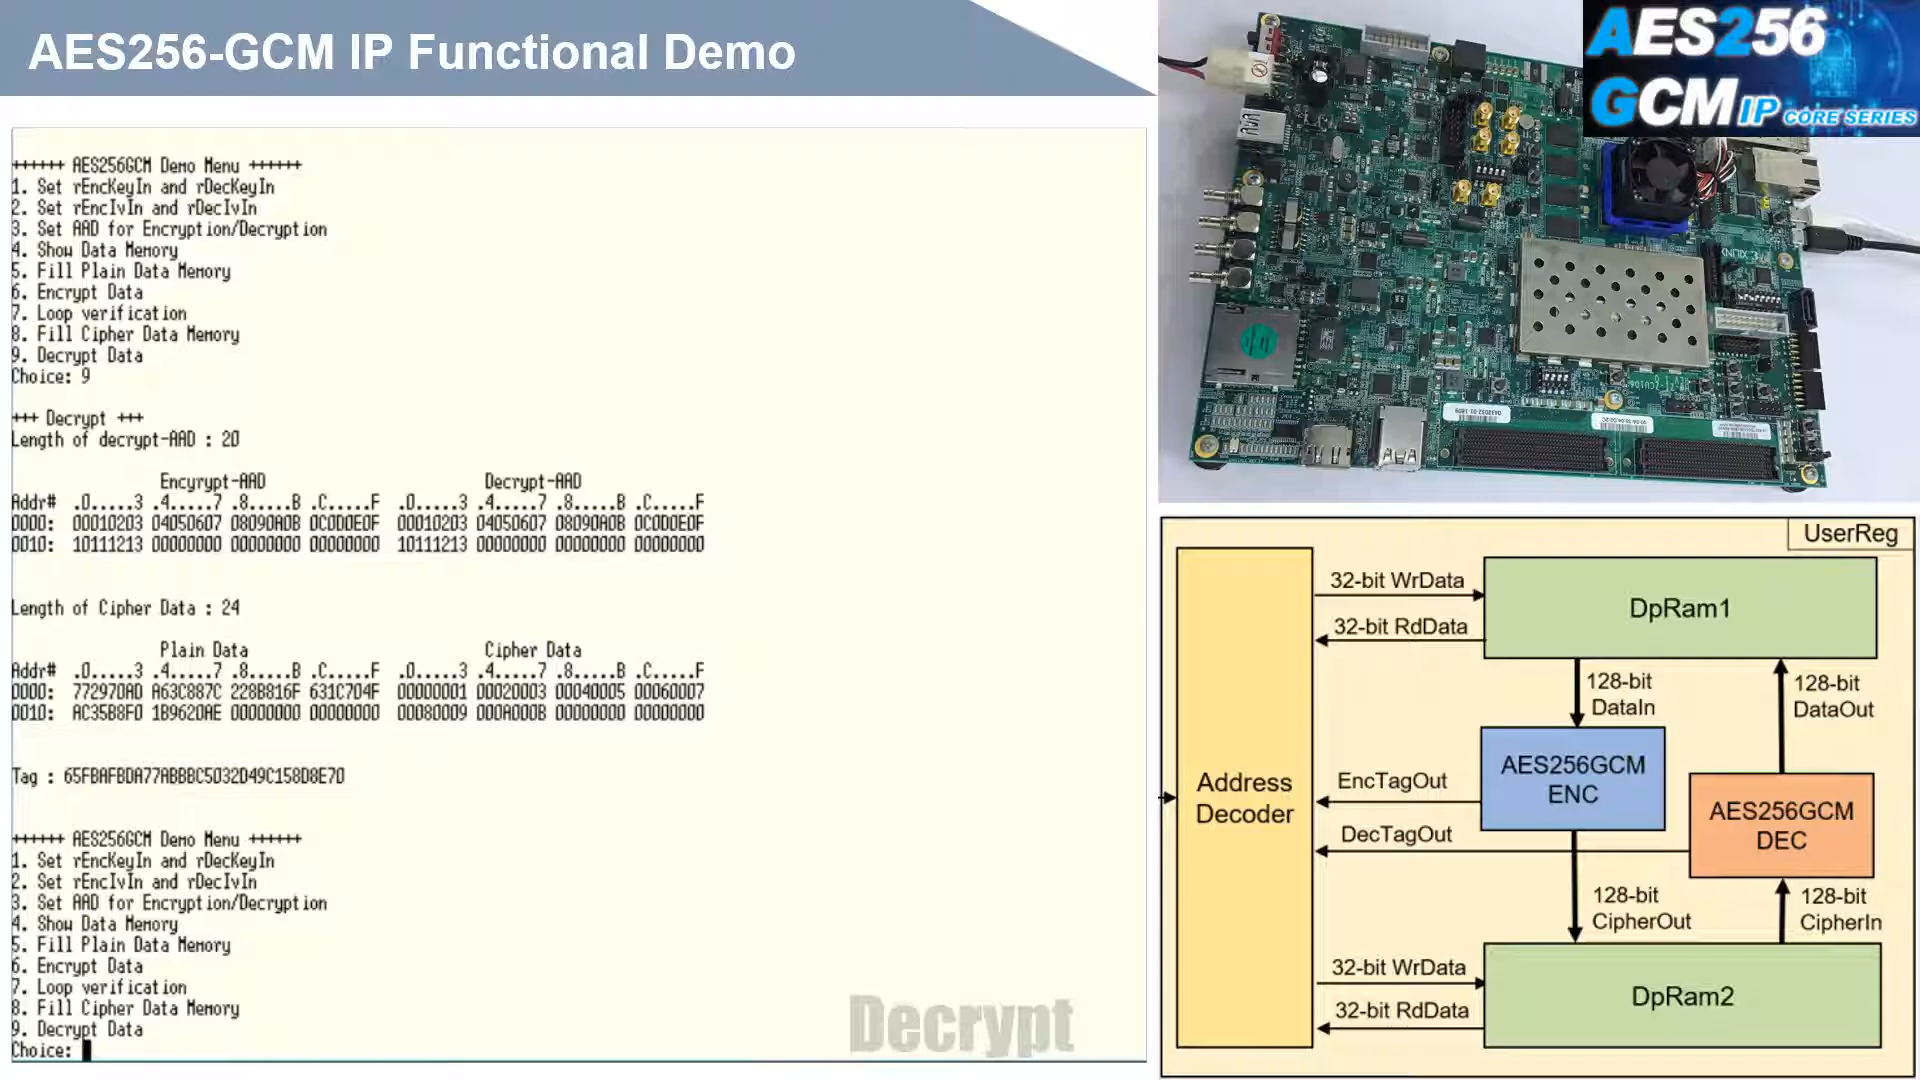 AES256-GCM IP Functional Demo
++++++ AES256GCM Demo Menu ++++++
1. Set rEncKeyIn and rDecKeyIn
2. Set rEncIvIn and rDecIvIn
3. Set AAD for Encryption/Decryption
4. Show Data Memory
5. Fill Plain Data Memory
6. Encrypt Data
7. Loop verification
8. Fill Cipher Data Memory
9. Decrypt Data
Choice: 9
+++ Decrypt +++
Length of decrypt-AAD : 20
Encyrypt-AAD Decrypt-AAD
Addr# .0.....3 .4.....7 .8.....B .C.....F .0.....3 .4.....7 .8.....B .C.....F
0000: 00010203 04050607 08090A0B 0C0D0E0F 00010203 04050607 08090A0B 0C0D0E0F
0010: 10111213 00000000 00000000 00000000 10111213 00000000 00000000 00000000
Length of Cipher Data : 24
Plain Data Cipher Data
Addr# .0.....3 .4.....7 .8.....B .C.....F .0.....3 .4.....7 .8.....B .C.....F
0000: 772970AD A63C887C 228B816F 631C704F 00000001 00020003 00040005 00060007
0010: AC35B8F0 1B9620AE 00000000 00000000 00080009 000A000B 00000000 00000000
Tag : 65FBAFBDA77ABBBC5032D49C158D8E70
++++++ AES256GCM Demo Menu ++++++
1. Set rEncKeyIn and rDecKeyIn
2. Set rEncIvIn and rDecIvIn
3. Set AAD for Encryption/Decryption
4. Show Data Memory
5. Fill Plain Data Memory
6. Encrypt Data
7. Loop verification
8. Fill Cipher Data Memory
9. Decrypt Data
Choice:
Decrypt
AES256
GCM IP CORE SERIES
UserReg
Address
Decoder
32-bit WrData
32-bit RdData
DpRam1
128-bit
DataIn
128-bit
DataOut
EncTagOut
AES256GCM
ENC
DecTagOut
AES256GCM
DEC
128-bit
CipherOut
128-bit
CipherIn
32-bit WrData
32-bit RdData
DpRam2